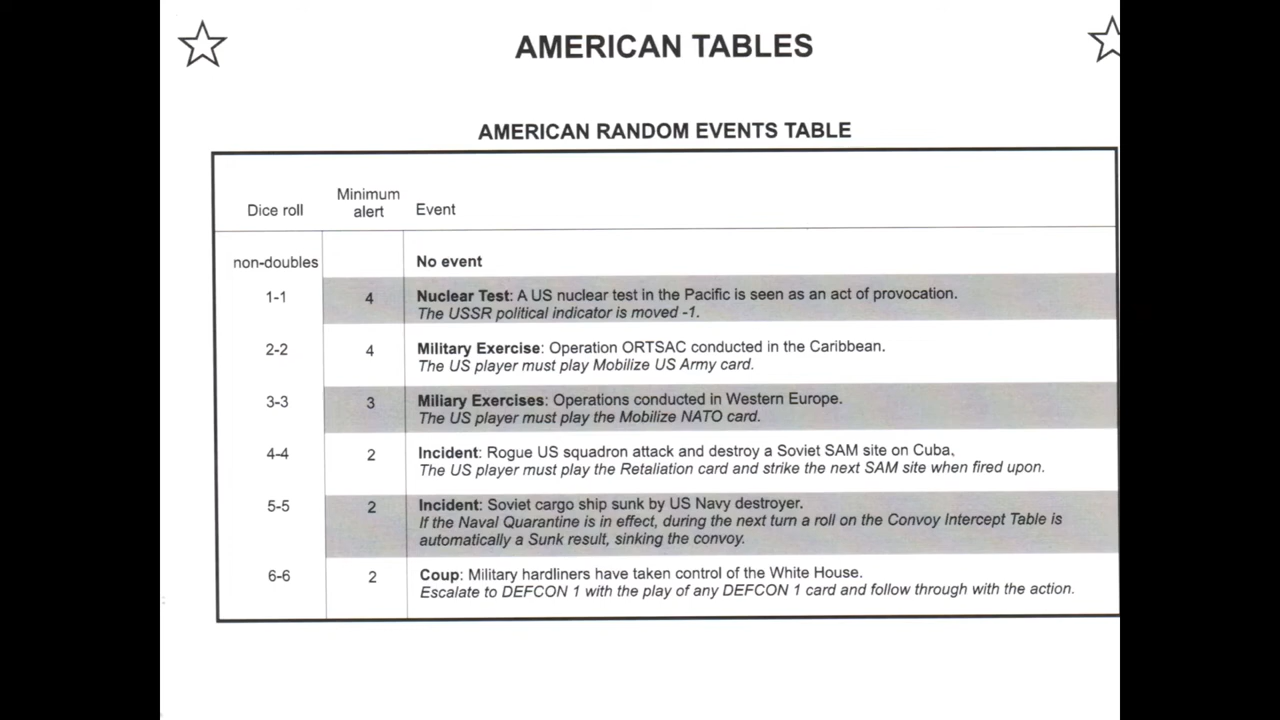 AMERICAN TABLES
AMERICAN RANDOM EVENTS TABLE
Dice roll Minimum alert Event
non-doubles No event
1-1 4 Nuclear Test: A US nuclear test in the Pacific is seen as an act of provocation.
The USSR political indicator is moved -1.
2-2 4 Military Exercise: Operation ORTSAC conducted in the Caribbean.
The US player must play Mobilize US Army card.
3-3 3 Miliary Exercises: Operations conducted in Western Europe.
The US player must play the Mobilize NATO card.
4-4 2 Incident: Rogue US squadron attack and destroy a Soviet SAM site on Cuba,
The US player must play the Retaliation card and strike the next SAM site when fired upon.
5-5 2 Incident: Soviet cargo ship sunk by US Navy destroyer.
If the Naval Quarantine is in effect, during the next turn a roll on the Convoy Intercept Table is
automatically a Sunk result, sinking the convoy.
6-6 2 Coup: Military hardliners have taken control of the White House.
Escalate to DEFCON 1 with the play of any DEFCON 1 card and follow through with the action.